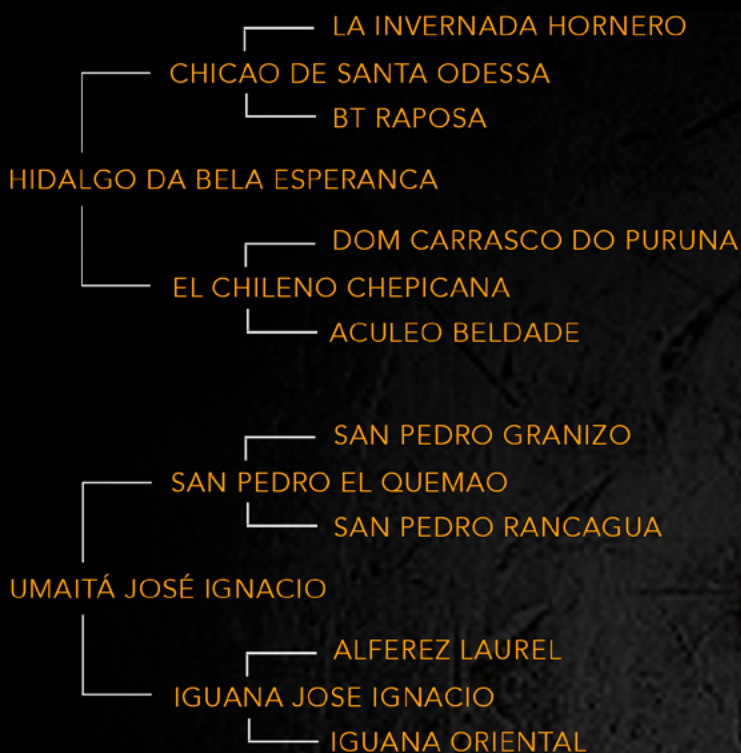 LA INVERNADA HORNERO
CHICAO DE SANTA ODESSA
BT RAPOSA
HIDALGO DA BELA ESPERANCA
DOM CARRASCO DO PURUNA
EL CHILENO CHEPICANA
ACULEO BELDADE
SAN PEDRO GRANIZO
SAN PEDRO EL QUEMAO
SAN PEDRO RANCAGUA
UMAITÁ JOSÉ IGNACIO
ALFEREZ LAUREL
IGUANA JOSE IGNACIO
IGUANA ORIENTAL